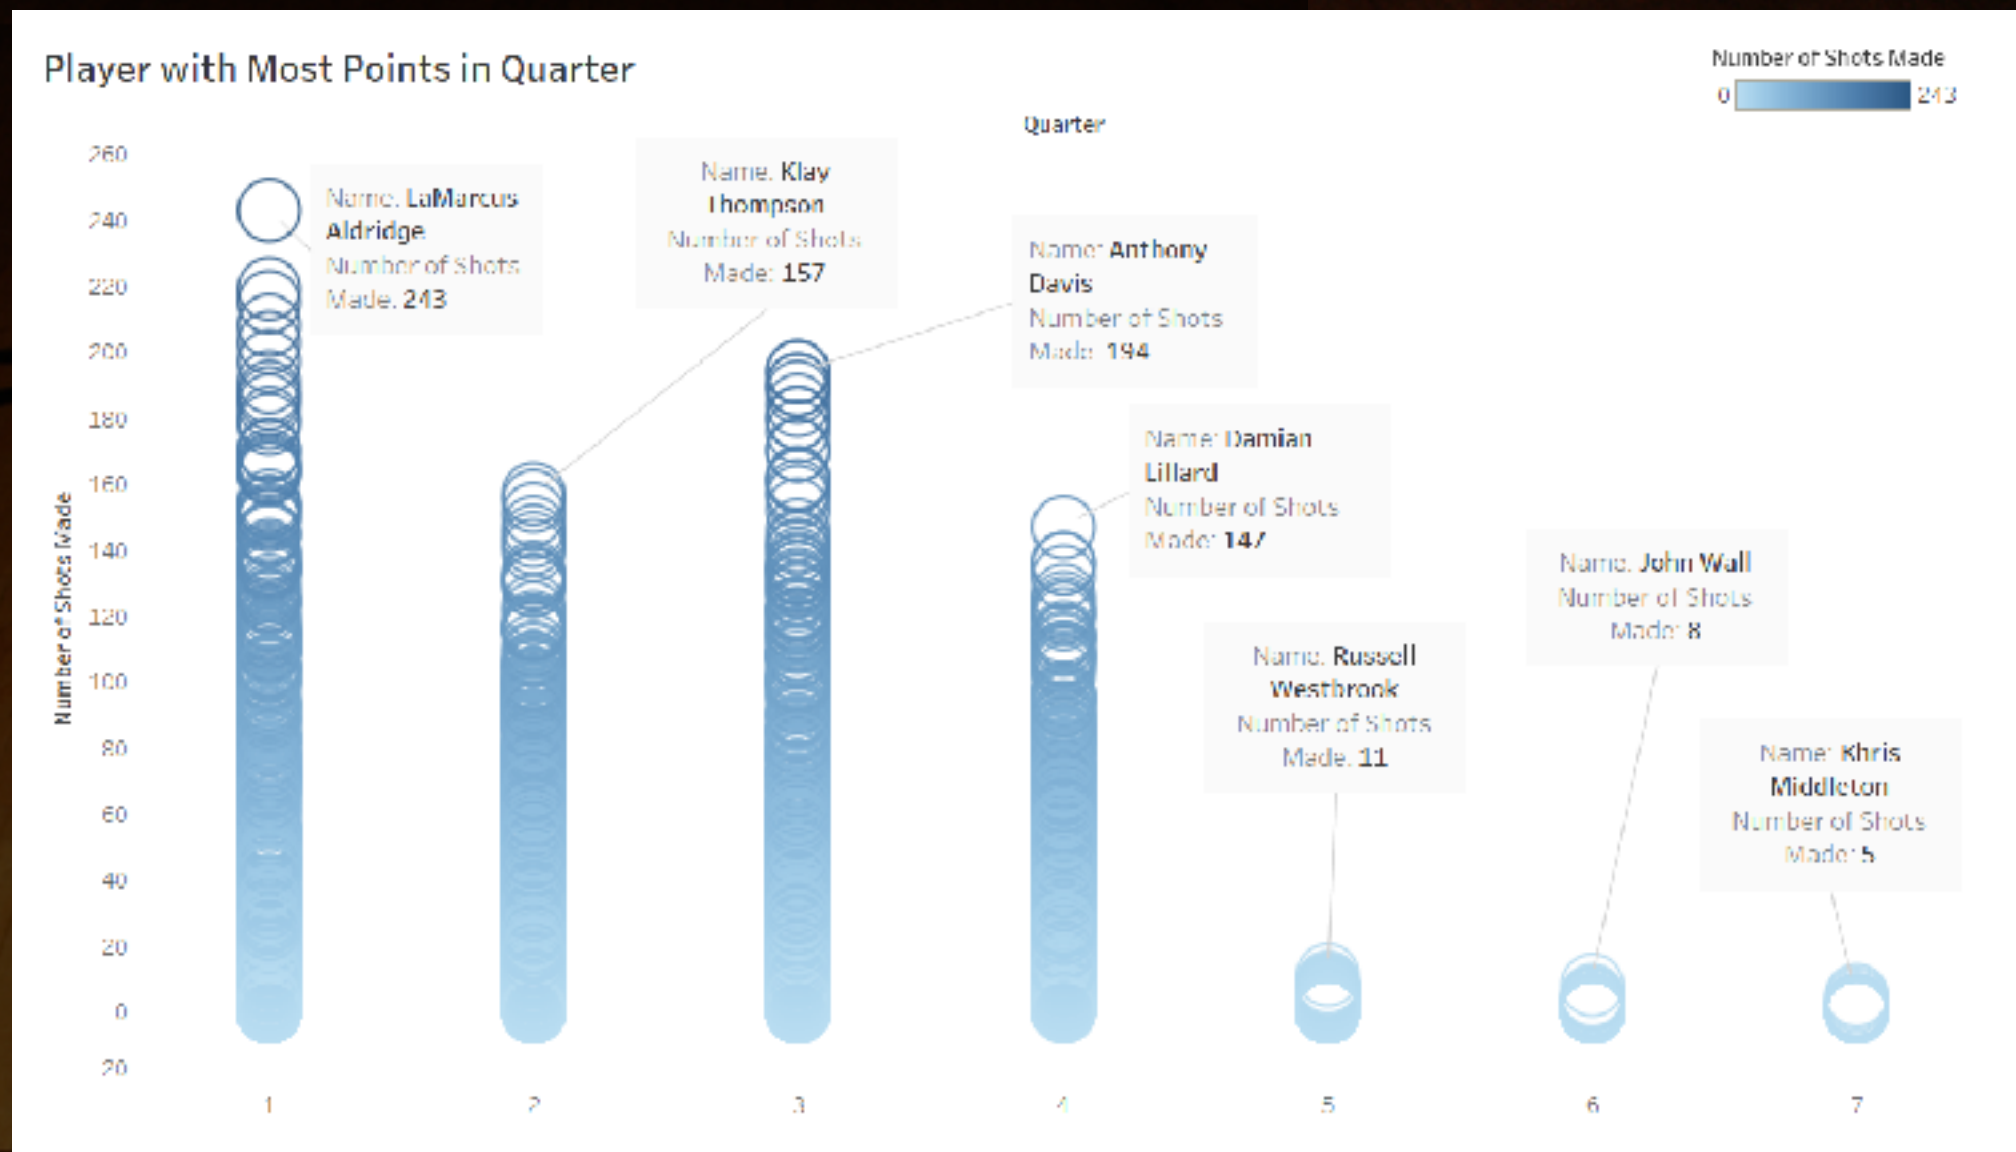 Player with Most Points in Quarter
Number of Shots Made
0 243
Quarter
Number of Shots Made
260
240
220
200
180
160
140
120
100
80
60
40
20
0
20
Name: LaMarcus
Aldridge
Number of Shots
Made: 243
Name: Klay
Thompson
Number of Shots
Made: 157
Name: Anthony
Davis
Number of Shots
Made: 194
Name: Damian
Lillard
Number of Shots
Made: 147
Name: Russell
Westbrook
Number of Shots
Made: 11
Name: John Wall
Number of Shots
Made: 8
Name: Khris
Middleton
Number of Shots
Made: 5
1 2 3 4 5 6 7